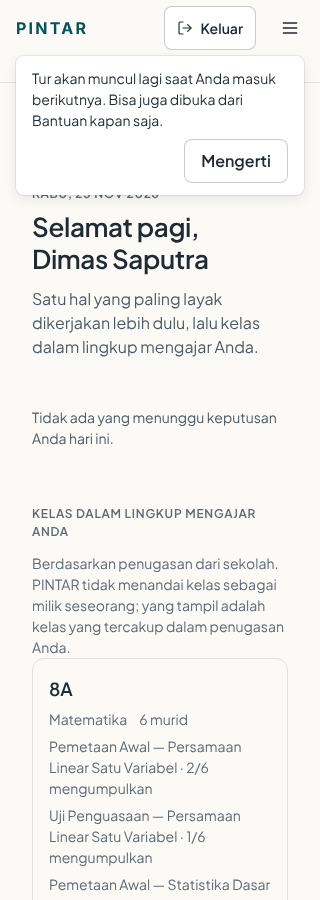 PINTAR
Keluar
Tur akan muncul lagi saat Anda masuk
berikutnya. Bisa juga dibuka dari
Bantuan kapan saja.
Mengerti
Selamat pagi,
Dimas Saputra
Satu hal yang paling layak
dikerjakan lebih dulu, lalu kelas
dalam lingkup mengajar Anda.
Tidak ada yang menunggu keputusan
Anda hari ini.
KELAS DALAM LINGKUP MENGAJAR
ANDA
Berdasarkan penugasan dari sekolah.
PINTAR tidak menandai kelas sebagai
milik seseorang; yang tampil adalah
kelas yang tercakup dalam penugasan
Anda.
8A
Matematika 6 murid
Pemetaan Awal — Persamaan
Linear Satu Variabel · 2/6
mengumpulkan
Uji Penguasaan — Persamaan
Linear Satu Variabel · 1/6
mengumpulkan
Pemetaan Awal — Statistika Dasar